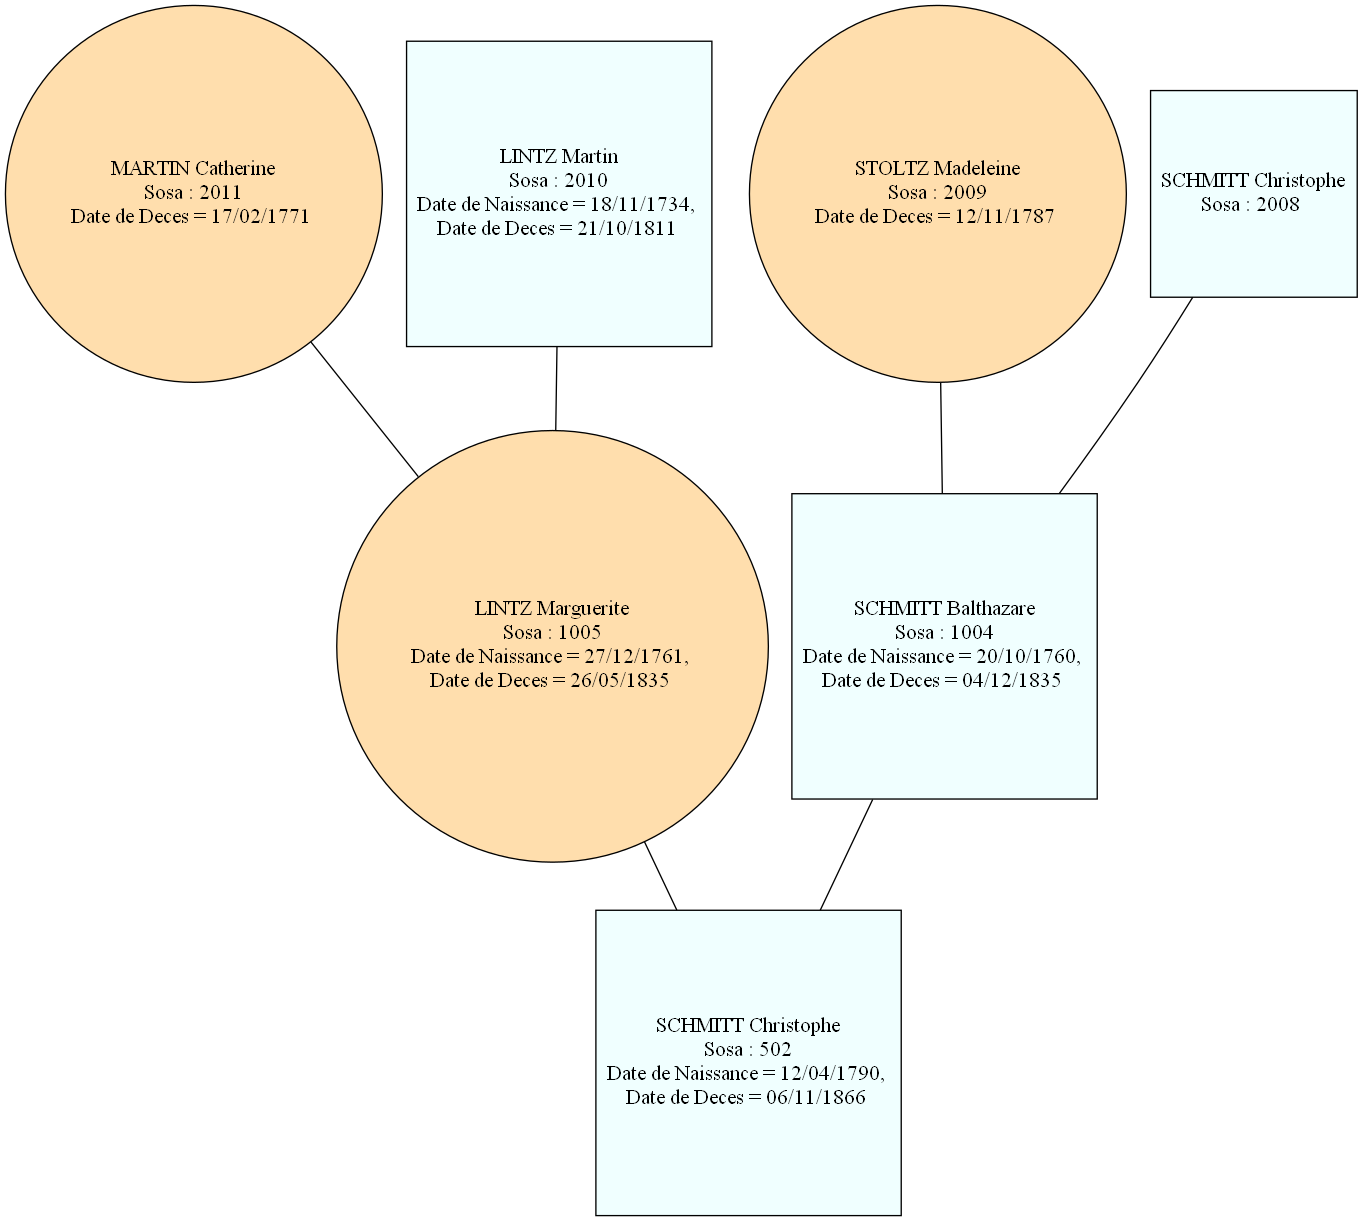 MARTIN Catherine
Sosa : 2011
Date de Deces = 17/02/1771
LINTZ Martin
Sosa : 2010
Date de Naissance = 18/11/1734,
Date de Deces = 21/10/1811
STOLTZ Madeleine
Sosa : 2009
Date de Deces = 12/11/1787
SCHMITT Christophe
Sosa : 2008
LINTZ Marguerite
Sosa : 1005
Date de Naissance = 27/12/1761,
Date de Deces = 26/05/1835
SCHMITT Balthazare
Sosa : 1004
Date de Naissance = 20/10/1760,
Date de Deces = 04/12/1835
SCHMITT Christophe
Sosa : 502
Date de Naissance = 12/04/1790,
Date de Deces = 06/11/1866